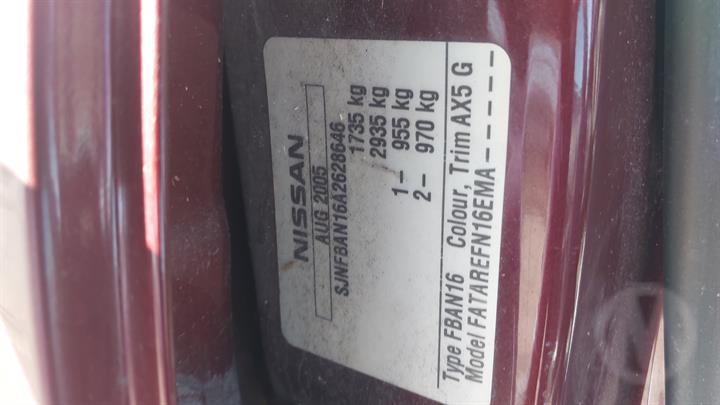 NISSAN
AUG 2005
SJNFBAN16A2628646
1735 kg
2935 kg
1– 955 kg
2– 970 kg
Type FBAN16 Colour, Trim AX5 G
Model FATAREFN16EMA– – – – –